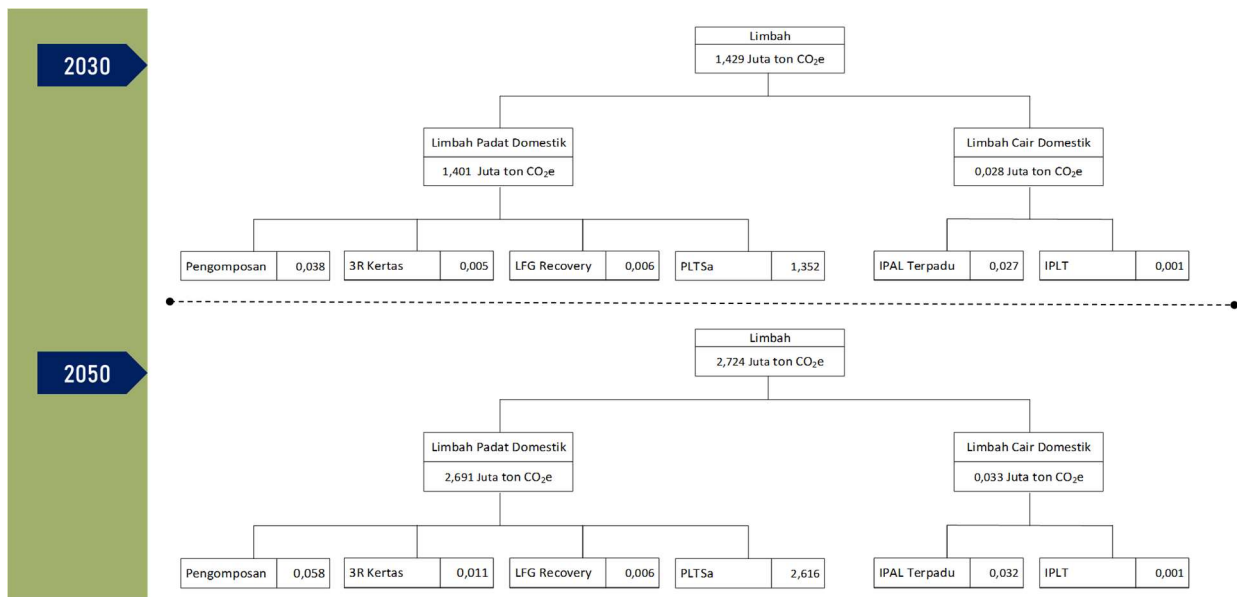 2030
Limbah
1,429 Juta ton CO₂e
Limbah Padat Domestik
1,401 Juta ton CO₂e
Limbah Cair Domestik
0,028 Juta ton CO₂e
Pengomposan 0,038
3R Kertas 0,005
LFG Recovery 0,006
PLTSa 1,352
IPAL Terpadu 0,027
IPLT 0,001
2050
Limbah
2,724 Juta ton CO₂e
Limbah Padat Domestik
2,691 Juta ton CO₂e
Limbah Cair Domestik
0,033 Juta ton CO₂e
Pengomposan 0,058
3R Kertas 0,011
LFG Recovery 0,006
PLTSa 2,616
IPAL Terpadu 0,032
IPLT 0,001